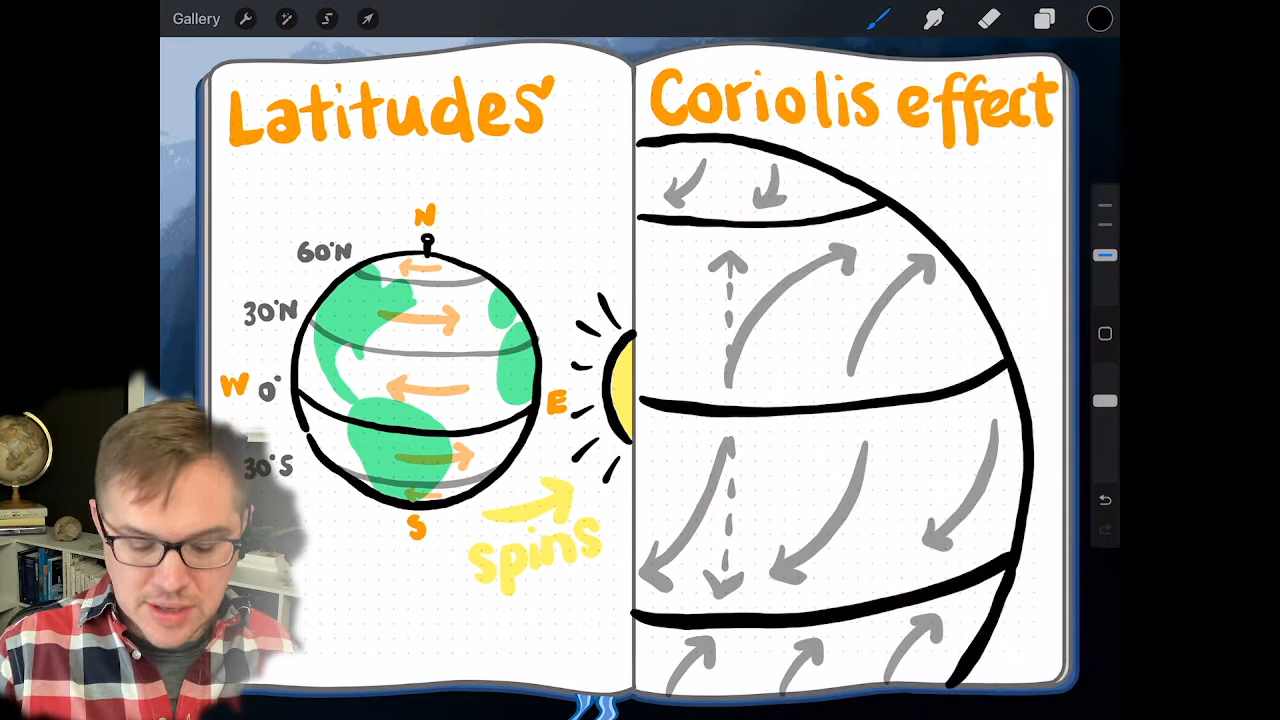 Gallery
Latitudes
Coriolis effect
N
60°N
30°N
W
0°
E
30°S
S
spins